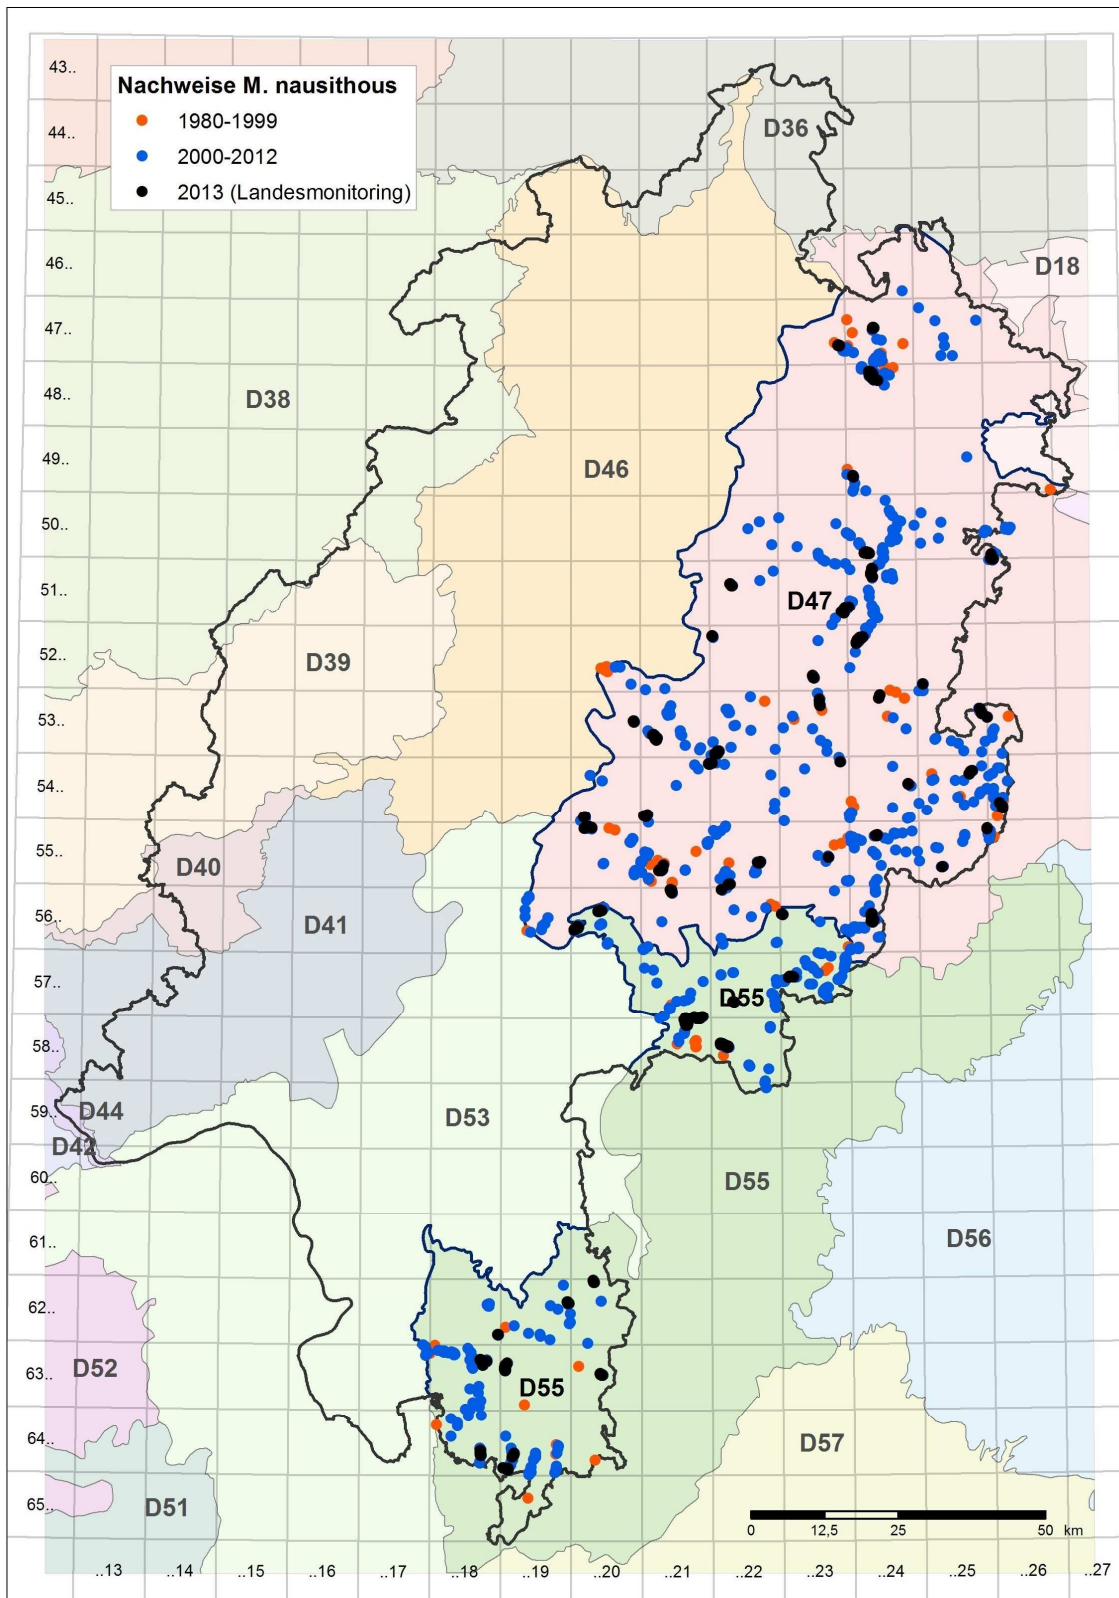 43..
Nachweise M. nausithous
1980-1999
2000-2012
2013 (Landesmonitoring)
44..
D36
45..
46..
D18
47..
48..
D38
49..
D46
50..
51..
D47
52..
D39
53..
54..
55..
D40
56..
D41
57..
D55
58..
59..
D44
D53
D42
60..
D55
61..
D56
62..
63..
D52
D55
64..
D57
65..
D51
0 12,5 25 50 km
..13 ..14 ..15 ..16 ..17 ..18 ..19 ..20 ..21 ..22 ..23 ..24 ..25 ..26 ..27